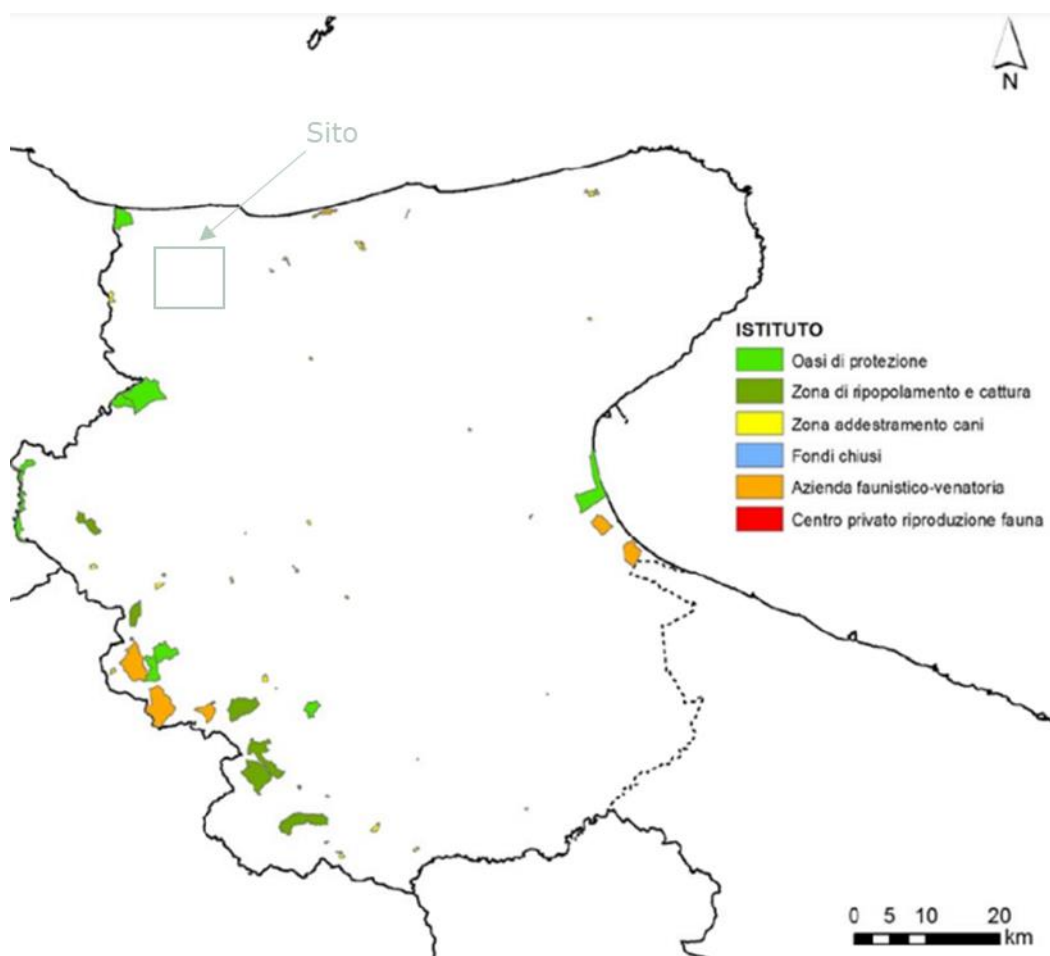 N
Sito
ISTITUTO
Oasi di protezione
Zona di ripopolamento e cattura
Zona addestramento cani
Fondi chiusi
Azienda faunistico-venatoria
Centro privato riproduzione fauna
0 5 10 20
km